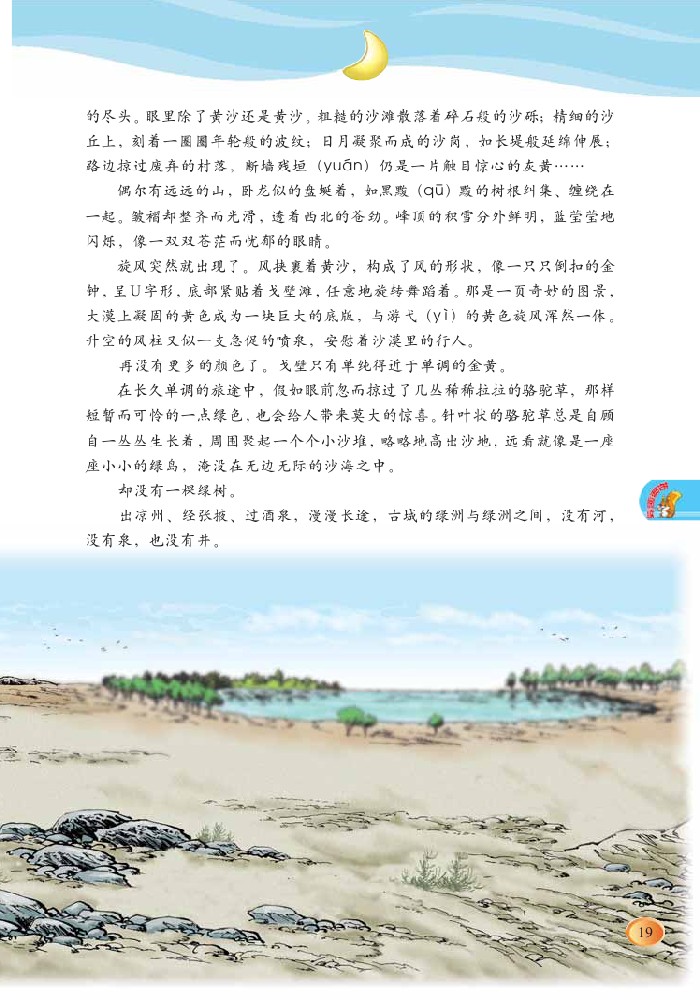 的尽头。眼里除了黄沙还是黄沙。粗糙的沙滩散落着碎石般的沙砾；精细的沙
丘上，刻着一圈圈年轮般的波纹；日月凝聚而成的沙岗，如长堤般延绵伸展；
路边掠过废弃的村落。断墙残垣（yuán）仍是一片触目惊心的灰黄……
偶尔有远远的山，卧龙似的盘蜒着，如黑黢（qū）黢的树根纠集、缠绕在
一起。皱褶却整齐而光滑，透着西北的苍劲。峰顶的积雪分外鲜明，蓝莹莹地
闪烁，像一双双苍茫而忧郁的眼睛。
旋风突然就出现了。风挟裹着黄沙，构成了风的形状，像一只只倒扣的金
钟，呈U字形，底部紧贴着戈壁滩，任意地旋转舞蹈着。那是一页奇妙的图景，
大漠上凝固的黄色成为一块巨大的底版，与游弋（yì）的黄色旋风浑然一体。
升空的风柱又似一支急促的喷泉，安慰着沙漠里的行人。
再没有更多的颜色了。戈壁只有单纯得近于单调的金黄。
在长久单调的旅途中，假如眼前忽而掠过了几丛稀稀拉拉的骆驼草，那样
短暂而可怜的一点绿色，也会给人带来莫大的惊喜。针叶状的骆驼草总是自顾
自一丛丛生长着，周围聚起一个个小沙堆，略略地高出沙地，远看就像是一座
座小小的绿岛，淹没在无边无际的沙海之中。
却没有一棵绿树。
出凉州、经张掖、过酒泉，漫漫长途，古城的绿洲与绿洲之间，没有河，
没有泉，也没有井。
19